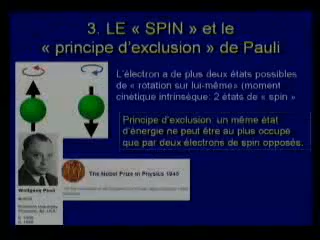 3. LE « SPIN » et le
« principe d'exclusion » de Pauli
L'électron a de plus deux états possibles
de « rotation sur lui-même» (moment
cinétique intrinsèque: 2 états de « spin »
Principe d'exclusion: un même état
d'énergie ne peut être au plus occupé
que par deux électrons de spin opposés.
The Nobel Prize in Physics 1945
Wolfgang Pauli